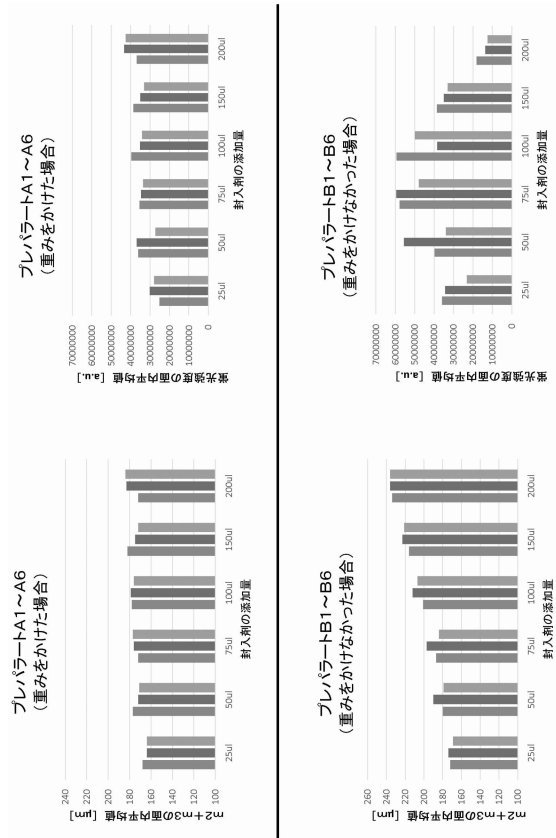 プレパラートA1～A6
（重みをかけた場合）
m2＋m3の面内平均値 [μm]
240
220
200
180
160
140
120
100
25ul
50ul
75ul
100ul
150ul
200ul
封入剤の添加量
プレパラートA1～A6
（重みをかけた場合）
蛍光強度の面内平均値 [a.u.]
70000000
60000000
50000000
40000000
30000000
20000000
10000000
0
25ul
50ul
75ul
100ul
150ul
200ul
封入剤の添加量
プレパラートB1～B6
（重みをかけなかった場合）
m2＋m3の面内平均値 [μm]
260
240
220
200
180
160
140
120
100
25ul
50ul
75ul
100ul
150ul
200ul
封入剤の添加量
プレパラートB1～B6
（重みをかけなかった場合）
蛍光強度の面内平均値 [a.u.]
70000000
60000000
50000000
40000000
30000000
20000000
10000000
0
25ul
50ul
75ul
100ul
150ul
200ul
封入剤の添加量